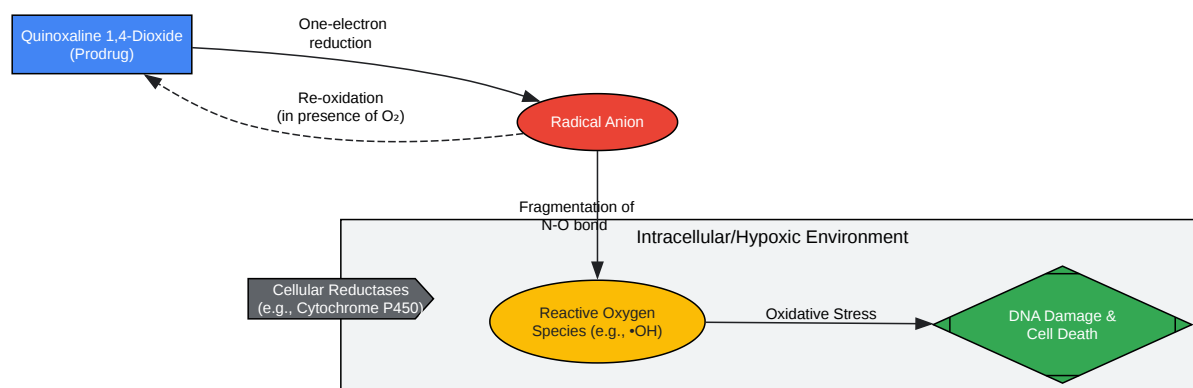 Quinoxaline 1,4-Dioxide
(Prodrug)
One-electron
reduction
Re-oxidation
(in presence of O₂)
Radical Anion
Fragmentation of
N-O bond
Intracellular/Hypoxic Environment
Cellular Reductases
(e.g., Cytochrome P450)
Reactive Oxygen
Species (e.g., •OH)
Oxidative Stress
DNA Damage &
Cell Death